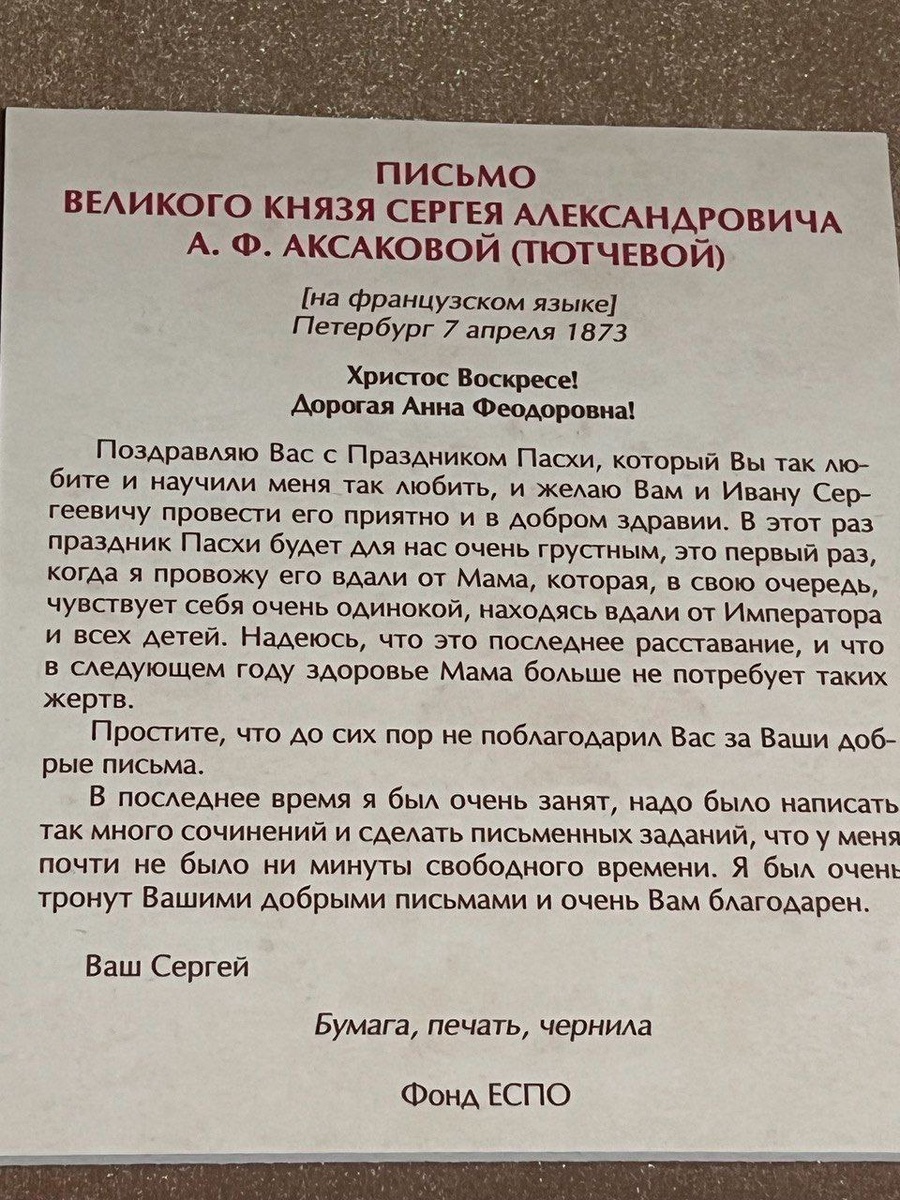 ПИСЬМО
ВЕЛИКОГО КНЯЗЯ СЕРГЕЯ АЛЕКСАНДРОВИЧА
А. Ф. АКСАКОВОЙ (ТЮТЧЕВОЙ)
[на французском языке]
Петербург 7 апреля 1873
Христос Воскресе!
Дорогая Анна Феодоровна!
Поздравляю Вас с Праздником Пасхи, который Вы так лю-
бите и научили меня так любить, и желаю Вам и Ивану Сер-
геевичу провести его приятно и в добром здравии. В этот раз
праздник Пасхи будет для нас очень грустным, это первый раз,
когда я провожу его вдали от Мама, которая, в свою очередь,
чувствует себя очень одинокой, находясь вдали от Императора
и всех детей. Надеюсь, что это последнее расставание, и что
в следующем году здоровье Мама больше не потребует таких
жертв.
Простите, что до сих пор не поблагодарил Вас за Ваши доб-
рые письма.
В последнее время я был очень занят, надо было написать
так много сочинений и сделать письменных заданий, что у меня
почти не было ни минуты свободного времени. Я был очень
тронут Вашими добрыми письмами и очень Вам благодарен.
Ваш Сергей
Бумага, печать, чернила
Фонд ЕСПО